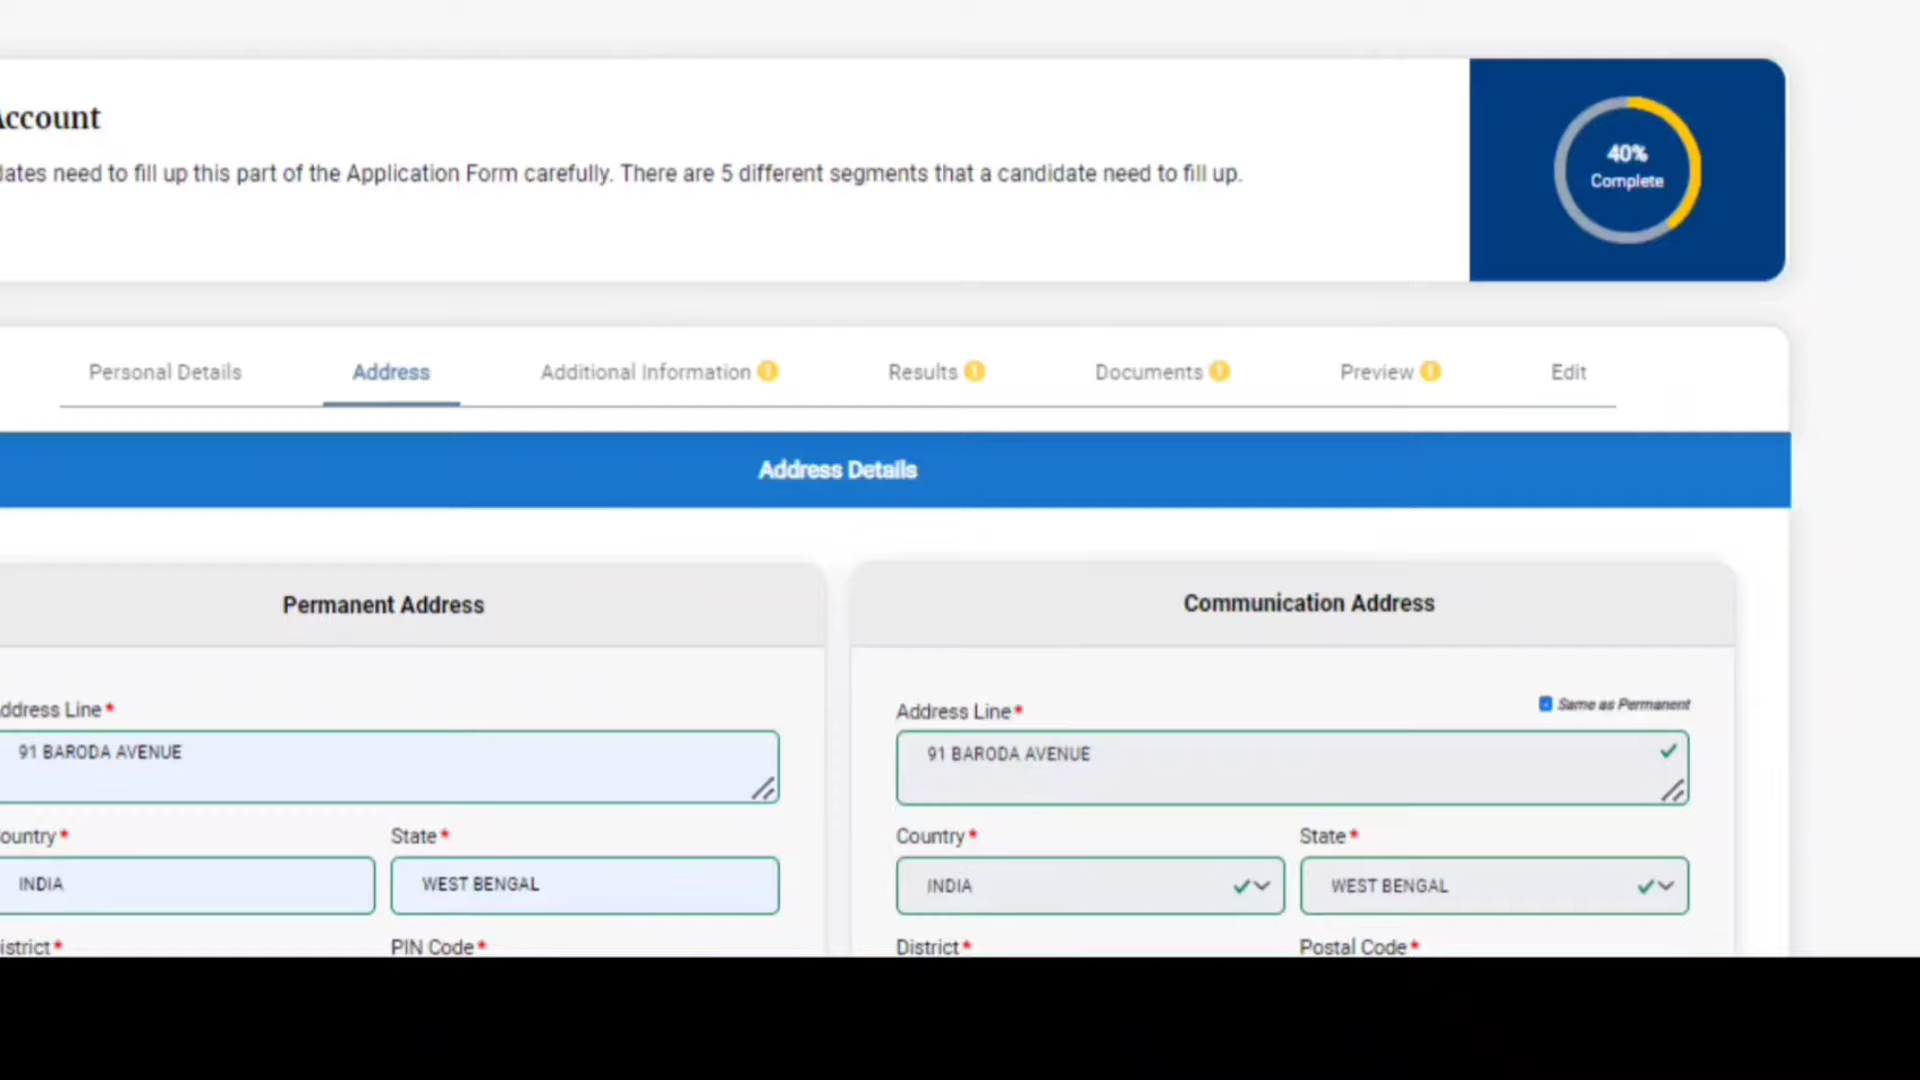 Account
dates need to fill up this part of the Application Form carefully. There are 5 different segments that a candidate need to fill up.
40%
Complete
Personal Details Address Additional Information Results Documents Preview Edit
Address Details
Permanent Address
Communication Address
ddress Line*
91 BARODA AVENUE
ountry* State*
INDIA WEST BENGAL
istrict* PIN Code*
Address Line* Same as Permanent
91 BARODA AVENUE
Country* State*
INDIA WEST BENGAL
District* Postal Code*